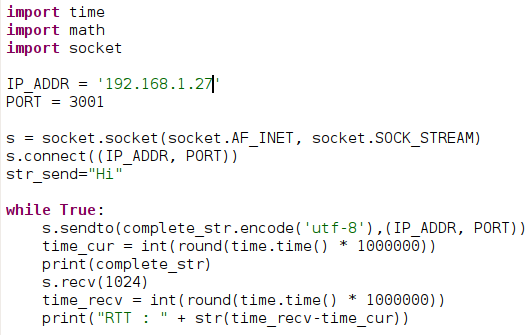 import time
import math
import socket
IP_ADDR = '192.168.1.27'
PORT = 3001
s = socket.socket(socket.AF_INET, socket.SOCK_STREAM)
s.connect((IP_ADDR, PORT))
str_send="Hi"
while True:
    s.sendto(complete_str.encode('utf-8'),(IP_ADDR, PORT))
    time_cur = int(round(time.time() * 1000000))
    print(complete_str)
    s.recv(1024)
    time_recv = int(round(time.time() * 1000000))
    print("RTT : " + str(time_recv-time_cur))